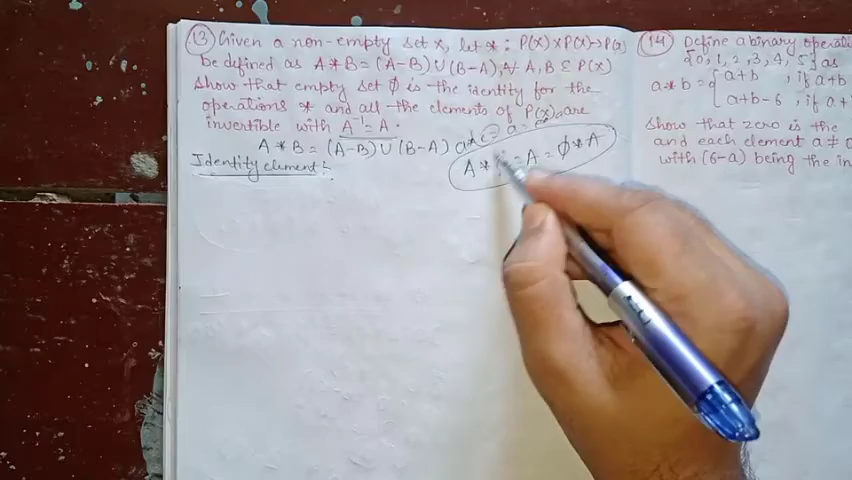 (13) Given a non-empty set X, let * : P(X) x P(X) → P(X)
be defined as A * B = (A-B) ∪ (B-A), ∀ A, B ∈ P(X)
Show that empty set ϕ is the identity for the
operations * and all the elements of P(X) are
invertible with A⁻¹ = A.
A * B = (A-B) ∪ (B-A) a * e = a = e
Identity element :-
A * = A = ϕ * A
(14) Define a binary operati
{0, 1, 2, 3, 4, 5} as
a * b = { a+b , if a+b
a+b-6 , if a+
Show that zero is the
and each element a ≠ 0
with (6-a) being the in